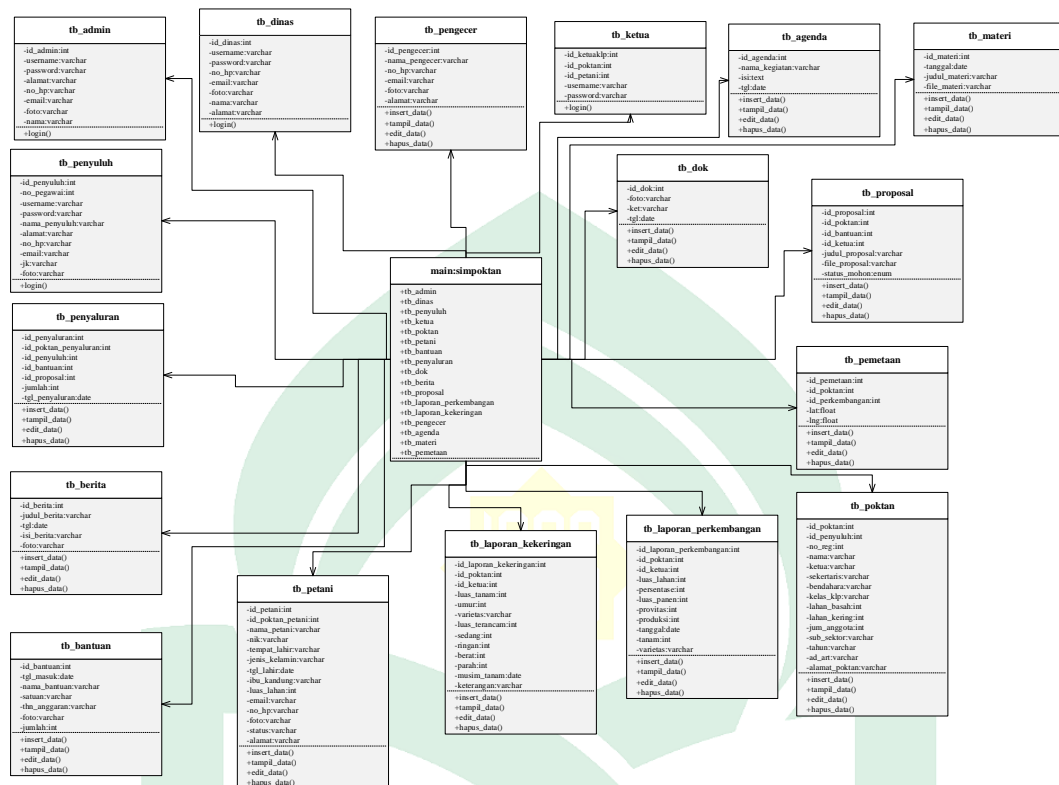 tb_admin
-id_admin:int
-username:varchar
-password:varchar
-alamat:varchar
-no_hp:varchar
-email:varchar
-foto:varchar
-nama:varchar
+login()
tb_dinas
-id_dinas:int
-username:varchar
-password:varchar
-no_hp:varchar
-email:varchar
-foto:varchar
-nama:varchar
-alamat:varchar
+login()
tb_pengecer
-id_pengecer:int
-nama_pengecer:varchar
-no_hp:varchar
-email:varchar
-foto:varchar
-alamat:varchar
+insert_data()
+tampil_data()
+edit_data()
+hapus_data()
tb_ketua
-id_ketuaklp:int
-id_poktan:int
-id_petani:int
-username:varchar
-password:varchar
+login()
tb_agenda
-id_agenda:int
-nama_kegiatan:varchar
-isi:text
-tgl:date
+insert_data()
+tampil_data()
+edit_data()
+hapus_data()
tb_materi
-id_materi:int
-tanggal:date
-judul_materi:varchar
-file_materi:varchar
+insert_data()
+tampil_data()
+edit_data()
+hapus_data()
tb_penyuluh
-id_penyuluh:int
-no_pegawai:int
-username:varchar
-password:varchar
-nama_penyuluh:varchar
-alamat:varchar
-no_hp:varchar
-email:varchar
-jk:varchar
-foto:varchar
+login()
tb_dok
-id_dok:int
-foto:varchar
-ket:varchar
-tgl:date
+insert_data()
+tampil_data()
+edit_data()
+hapus_data()
tb_proposal
-id_proposal:int
-id_poktan:int
-id_bantuan:int
-id_ketua:int
-judul_proposal:varchar
-file_proposal:varchar
-status_mohon:enum
+insert_data()
+tampil_data()
+edit_data()
+hapus_data()
main:simpoktan
+tb_admin
+tb_dinas
+tb_penyuluh
+tb_ketua
+tb_poktan
+tb_petani
+tb_bantuan
+tb_penyaluran
+tb_dok
+tb_berita
+tb_proposal
+tb_laporan_perkembangan
+tb_laporan_kekeringan
+tb_pengecer
+tb_agenda
+tb_materi
+tb_pemetaan
tb_penyaluran
-id_penyaluran:int
-id_poktan_penyaluran:int
-id_penyuluh:int
-id_bantuan:int
-id_proposal:int
-jumlah:int
-tgl_penyaluran:date
+insert_data()
+tampil_data()
+edit_data()
+hapus_data()
tb_pemetaan
-id_pemetaan:int
-id_poktan:int
-id_perkembangan:int
-lat:float
-lng:float
+insert_data()
+tampil_data()
+edit_data()
+hapus_data()
tb_berita
-id_berita:int
-judul_berita:varchar
-tgl:date
-isi_berita:varchar
-foto:varchar
+insert_data()
+tampil_data()
+edit_data()
+hapus_data()
tb_bantuan
-id_bantuan:int
-tgl_masuk:date
-nama_bantuan:varchar
-satuan:varchar
-thn_anggaran:varchar
-foto:varchar
-jumlah:int
+insert_data()
+tampil_data()
+edit_data()
+hapus_data()
tb_petani
-id_petani:int
-id_poktan_petani:int
-nama_petani:varchar
-nik:varchar
-tempat_lahir:varchar
-jenis_kelamin:varchar
-tgl_lahir:date
-ibu_kandung:varchar
-luas_lahan:int
-email:varchar
-no_hp:varchar
-foto:varchar
-status:varchar
-alamat:varchar
+insert_data()
+tampil_data()
+edit_data()
+hapus_data()
tb_laporan_kekeringan
-id_laporan_kekeringan:int
-id_poktan:int
-id_ketua:int
-luas_tanam:int
-umur:int
-varietas:varchar
-luas_terancam:int
-sedang:int
-ringan:int
-berat:int
-parah:int
-musim_tanam:date
-keterangan:varchar
+insert_data()
+tampil_data()
+edit_data()
+hapus_data()
tb_laporan_perkembangan
-id_laporan_perkembangan:int
-id_poktan:int
-id_ketua:int
-luas_lahan:int
-persentase:int
-luas_panen:int
-provitas:int
-produksi:int
-tanggal:date
-tanam:int
-varietas:varchar
+insert_data()
+tampil_data()
+edit_data()
+hapus_data()
tb_poktan
-id_poktan:int
-id_penyuluh:int
-no_reg:int
-nama:varchar
-ketua:varchar
-sekertaris:varchar
-bendahara:varchar
-kelas_klp:varchar
-lahan_basah:int
-lahan_kering:int
-jum_anggota:int
-sub_sektor:varchar
-tahun:varchar
-ad_art:varchar
-alamat_poktan:varchar
+insert_data()
+tampil_data()
+edit_data()
+hapus_data()